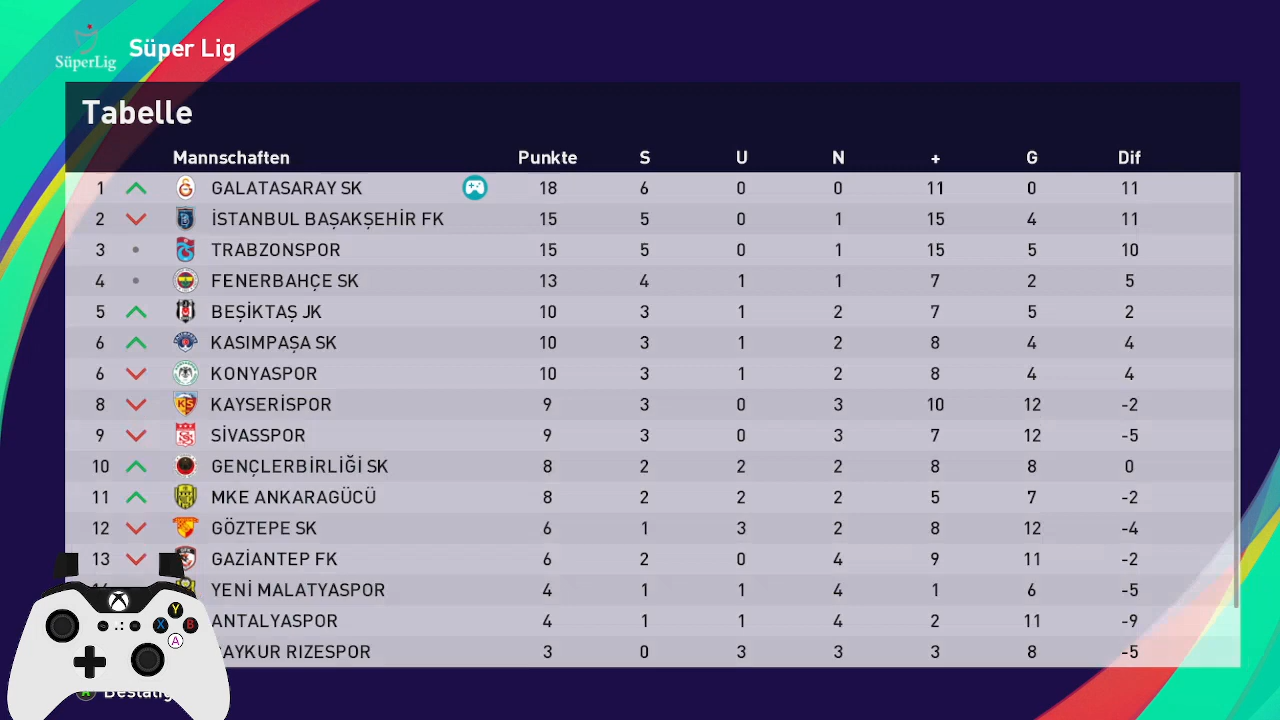 SüperLig Süper Lig
Tabelle
Mannschaften Punkte S U N + G Dif
1 GALATASARAY SK 18 6 0 0 11 0 11
2 İSTANBUL BAŞAKŞEHİR FK 15 5 0 1 15 4 11
3 TRABZONSPOR 15 5 0 1 15 5 10
4 FENERBAHÇE SK 13 4 1 1 7 2 5
5 BEŞİKTAŞ JK 10 3 1 2 7 5 2
6 KASIMPAŞA SK 10 3 1 2 8 4 4
6 KONYASPOR 10 3 1 2 8 4 4
8 KAYSERİSPOR 9 3 0 3 10 12 -2
9 SİVASSPOR 9 3 0 3 7 12 -5
10 GENÇLERBİRLİĞİ SK 8 2 2 2 8 8 0
11 MKE ANKARAGÜCÜ 8 2 2 2 5 7 -2
12 GÖZTEPE SK 6 1 3 2 8 12 -4
13 GAZİANTEP FK 6 2 0 4 9 11 -2
YENİ MALATYASPOR 4 1 1 4 1 6 -5
ANTALYASPOR 4 1 1 4 2 11 -9
AYKUR RIZESPOR 3 0 3 3 3 8 -5
Y
X B
A
A Bestätig